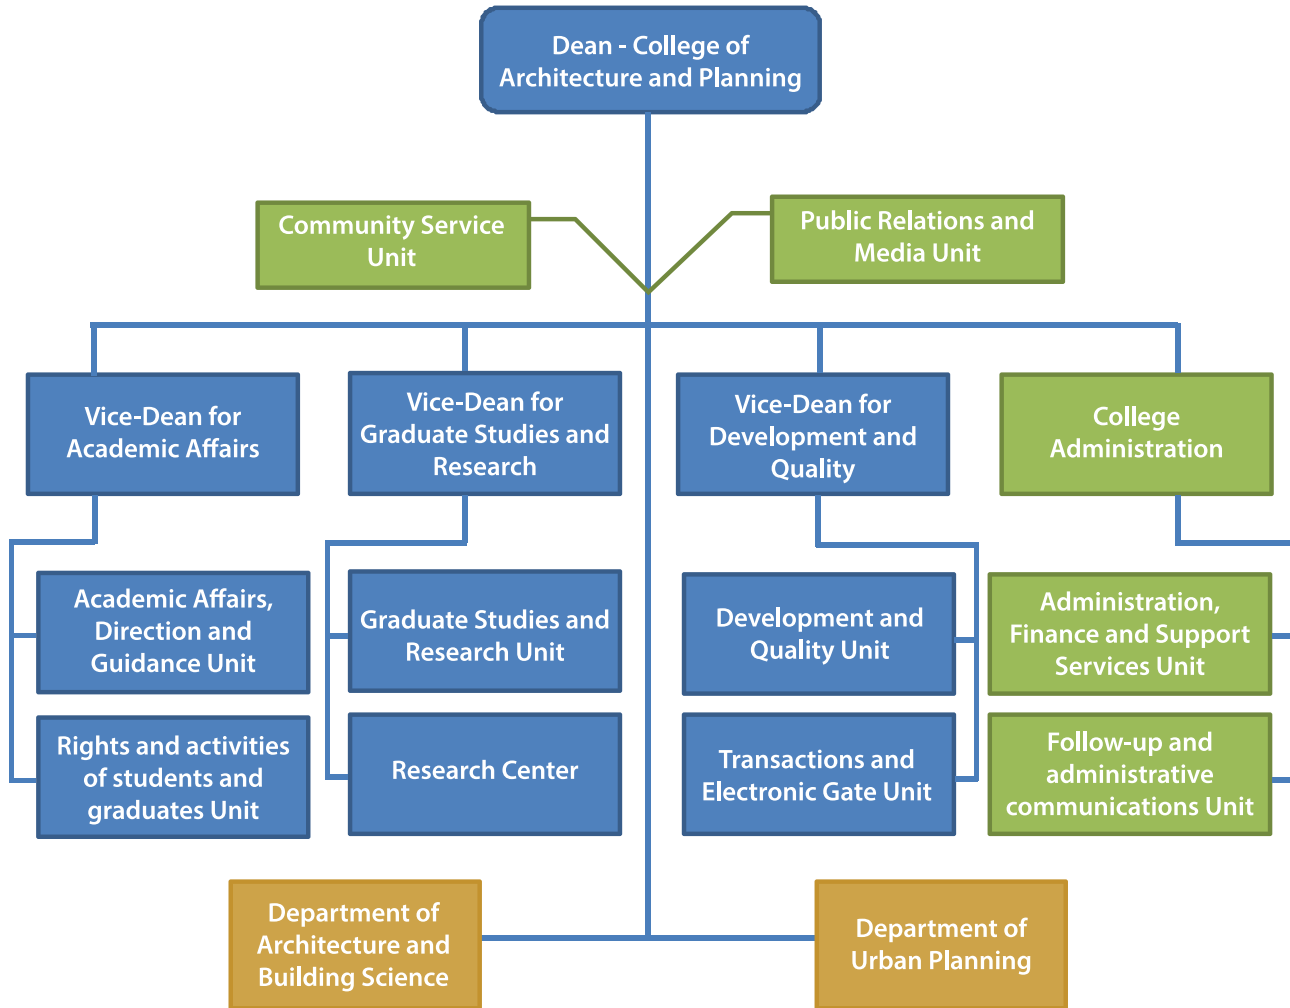 Dean - College of
Architecture and Planning
Community Service
Unit
Public Relations and
Media Unit
Vice-Dean for
Academic Affairs
Vice-Dean for
Graduate Studies and
Research
Vice-Dean for
Development and
Quality
College
Administration
Academic Affairs,
Direction and
Guidance Unit
Graduate Studies and
Research Unit
Development and
Quality Unit
Administration,
Finance and Support
Services Unit
Rights and activities
of students and
graduates Unit
Research Center
Transactions and
Electronic Gate Unit
Follow-up and
administrative
communications Unit
Department of
Architecture and
Building Science
Department of
Urban Planning